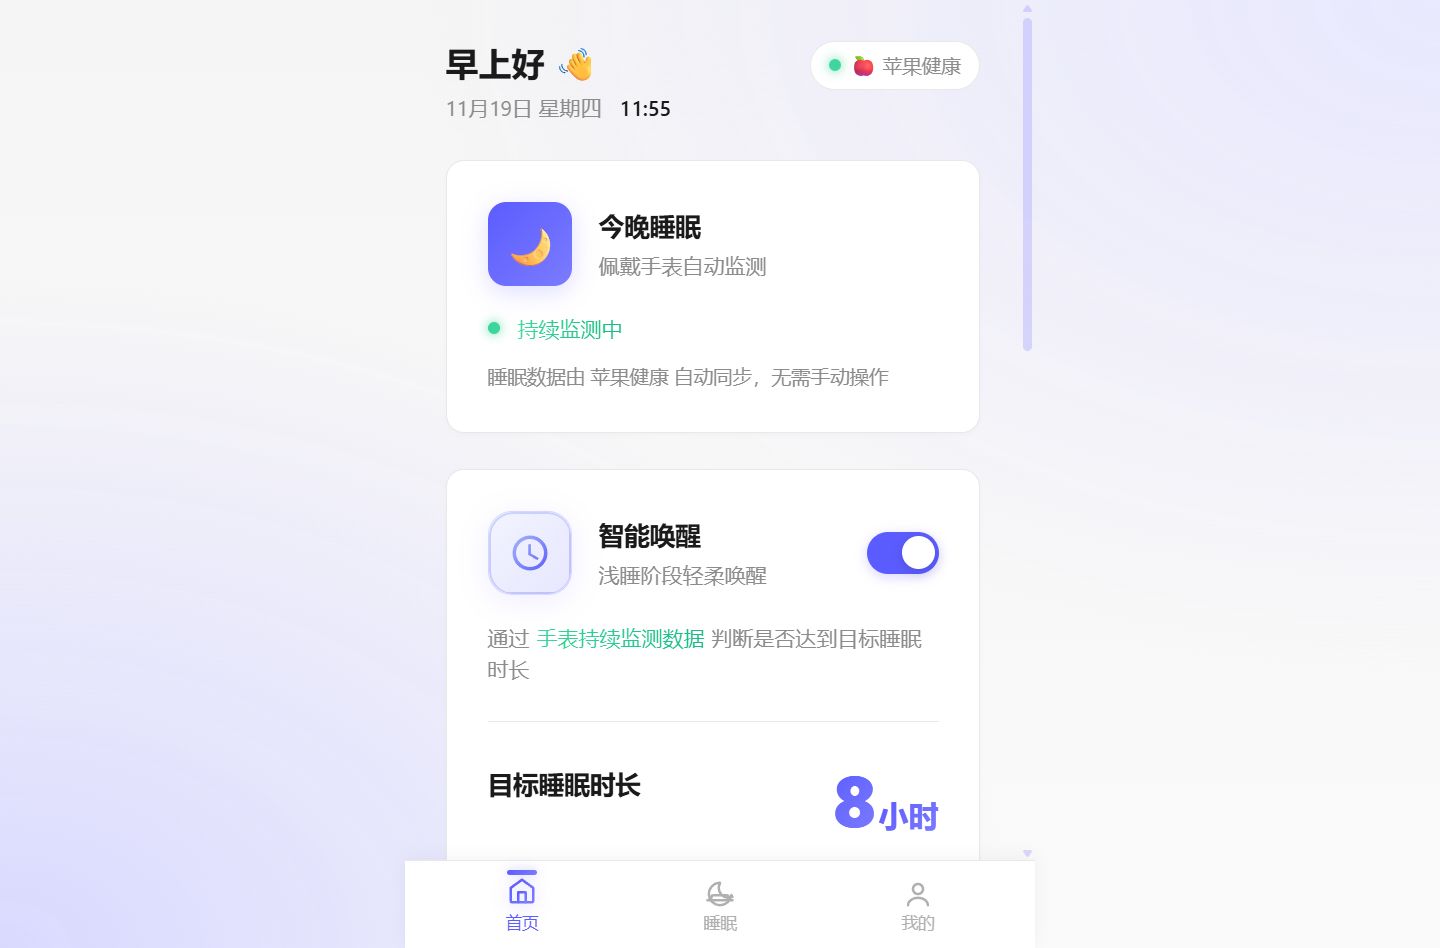 早上好 👋
苹果健康
11月19日 星期四 11:55
今晚睡眠
佩戴手表自动监测
持续监测中
睡眠数据由 苹果健康 自动同步，无需手动操作
智能唤醒
浅睡阶段轻柔唤醒
通过 手表持续监测数据 判断是否达到目标睡眠
时长
目标睡眠时长
8小时
首页
睡眠
我的